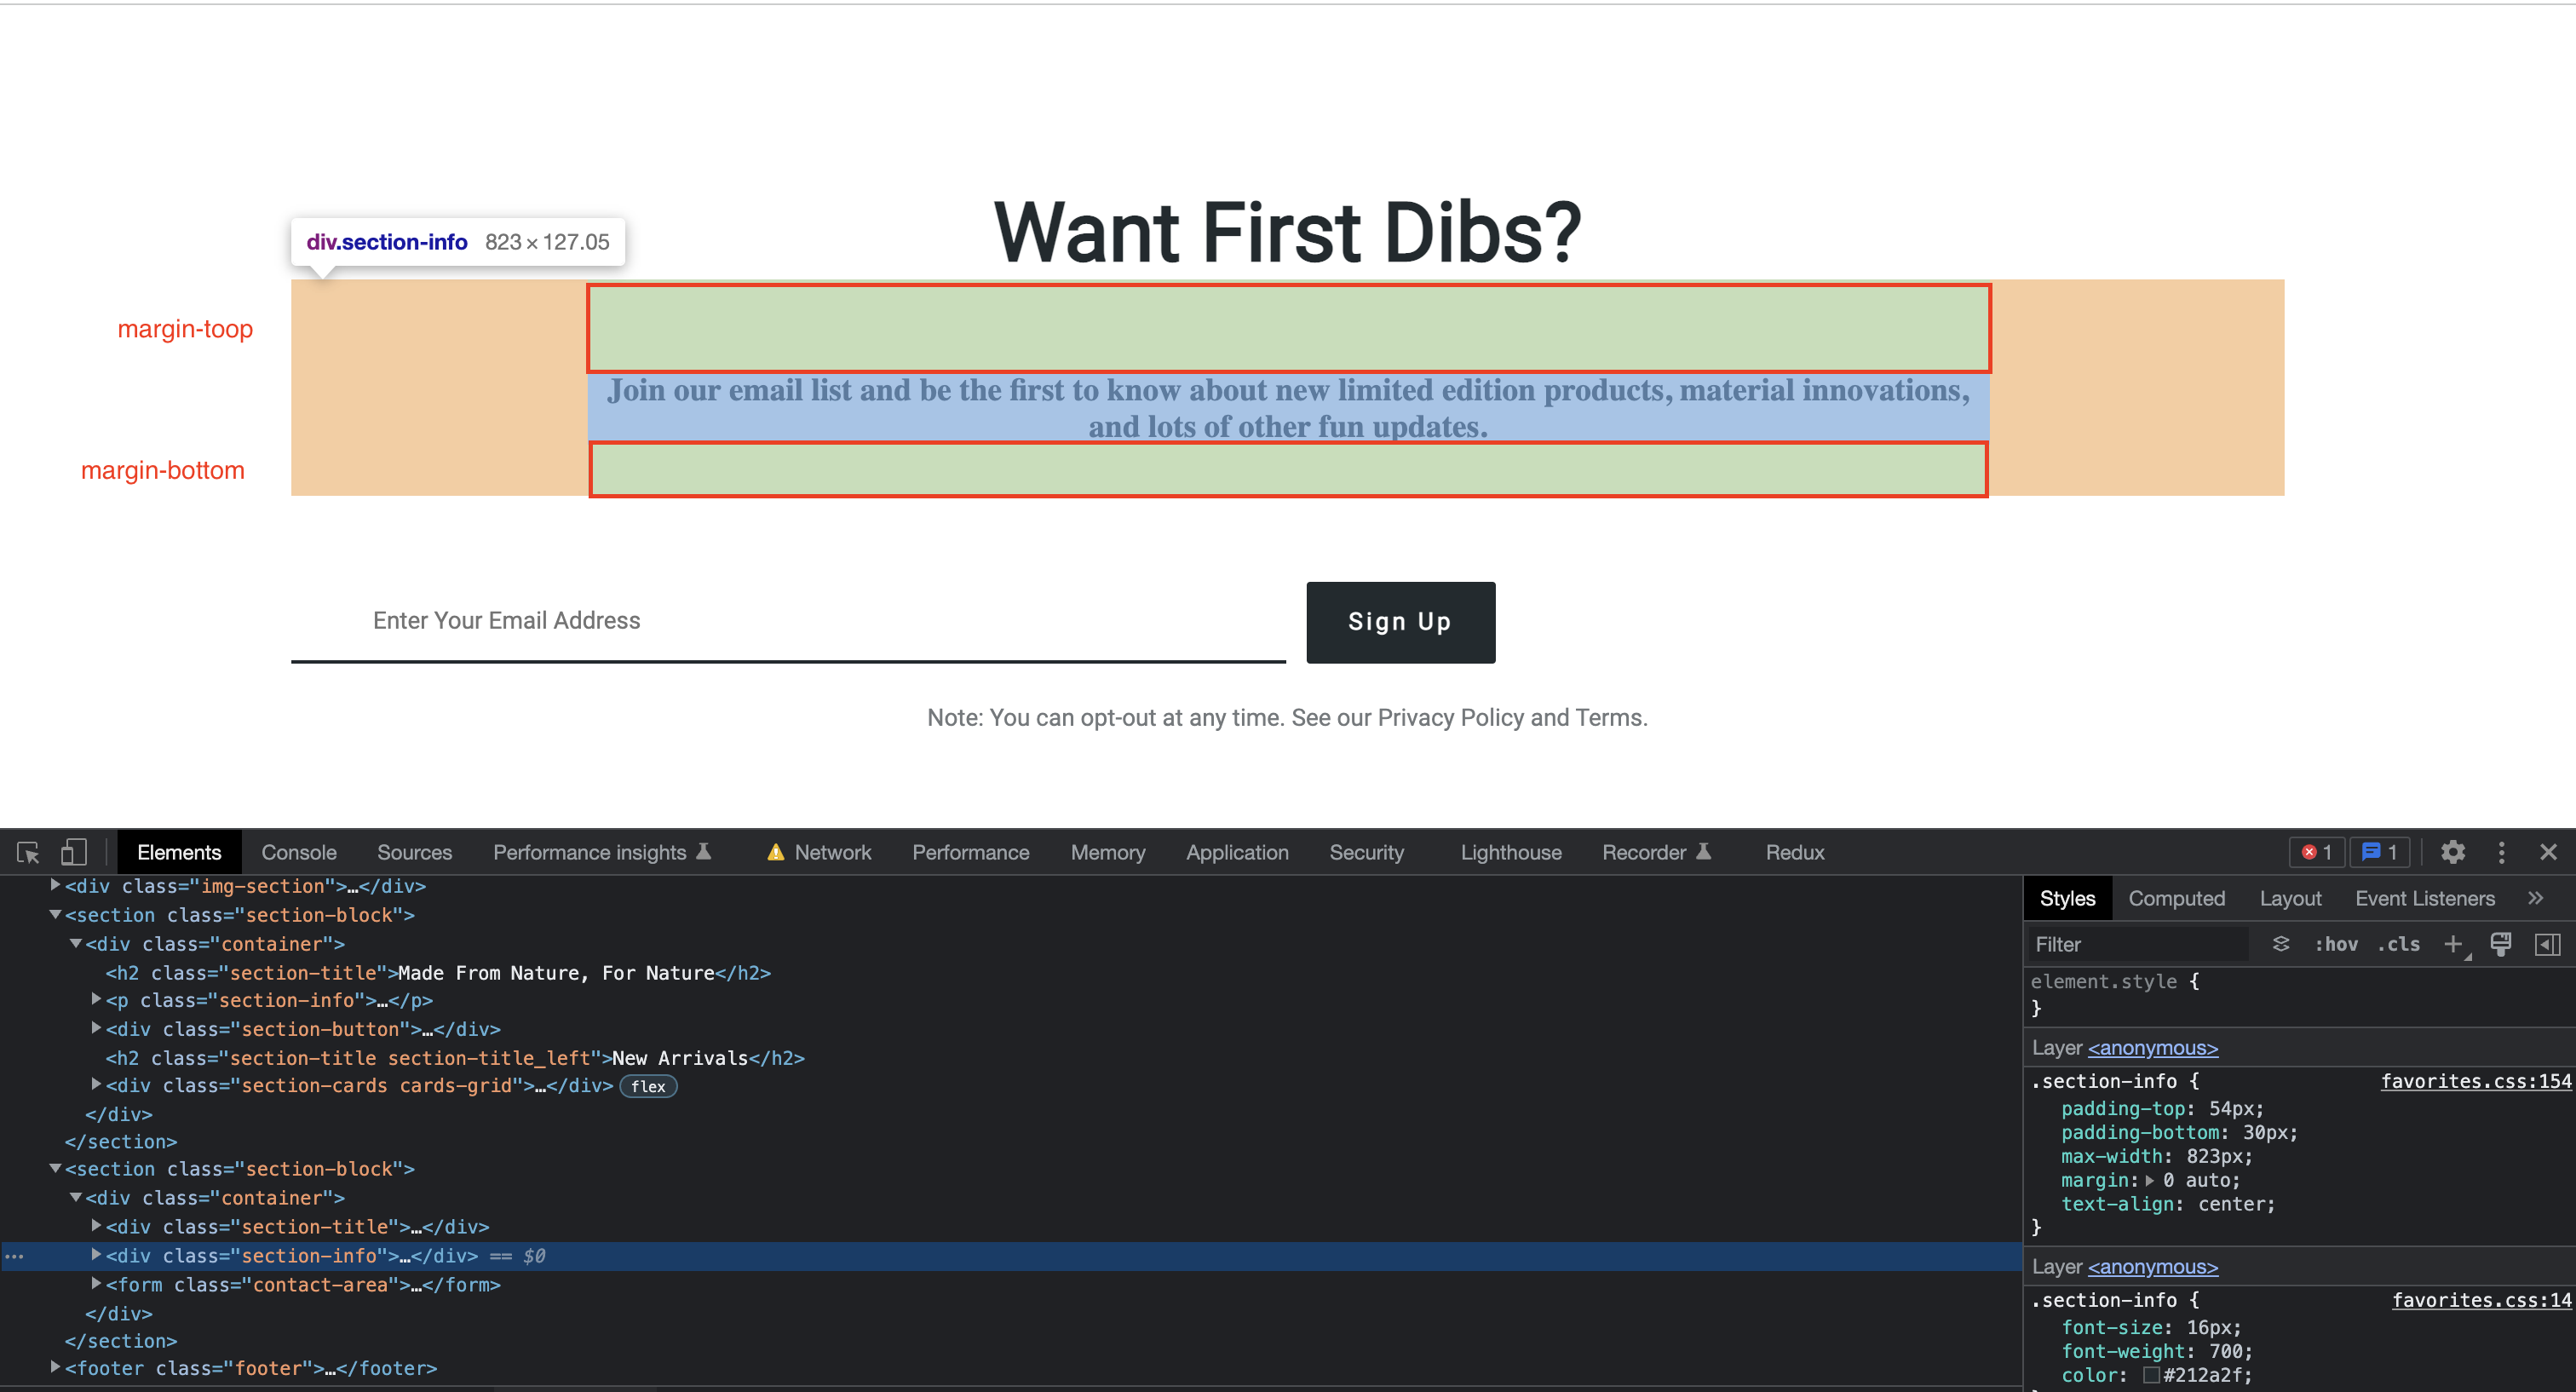 Want First Dibs?
div.section-info 823 × 127.05
margin-toop
Join our email list and be the first to know about new limited edition products, material innovations,
and lots of other fun updates.
margin-bottom
Enter Your Email Address
Sign Up
Note: You can opt-out at any time. See our Privacy Policy and Terms.
Elements Console Sources Performance insights Network Performance Memory Application Security Lighthouse Recorder Redux 1 1
<div class="img-section">…</div>
<section class="section-block">
<div class="container">
<h2 class="section-title">Made From Nature, For Nature</h2>
<p class="section-info">…</p>
<div class="section-button">…</div>
<h2 class="section-title section-title_left">New Arrivals</h2>
<div class="section-cards cards-grid">…</div> flex
</div>
</section>
<section class="section-block">
<div class="container">
<div class="section-title">…</div>
<div class="section-info">…</div> == $0
<form class="contact-area">…</form>
</div>
</section>
<footer class="footer">…</footer>
Styles Computed Layout Event Listeners
Filter :hov .cls
element.style {
}
Layer <anonymous>
.section-info { favorites.css:154
padding-top: 54px;
padding-bottom: 30px;
max-width: 823px;
margin: 0 auto;
text-align: center;
}
Layer <anonymous>
.section-info { favorites.css:14
font-size: 16px;
font-weight: 700;
color: #212a2f;